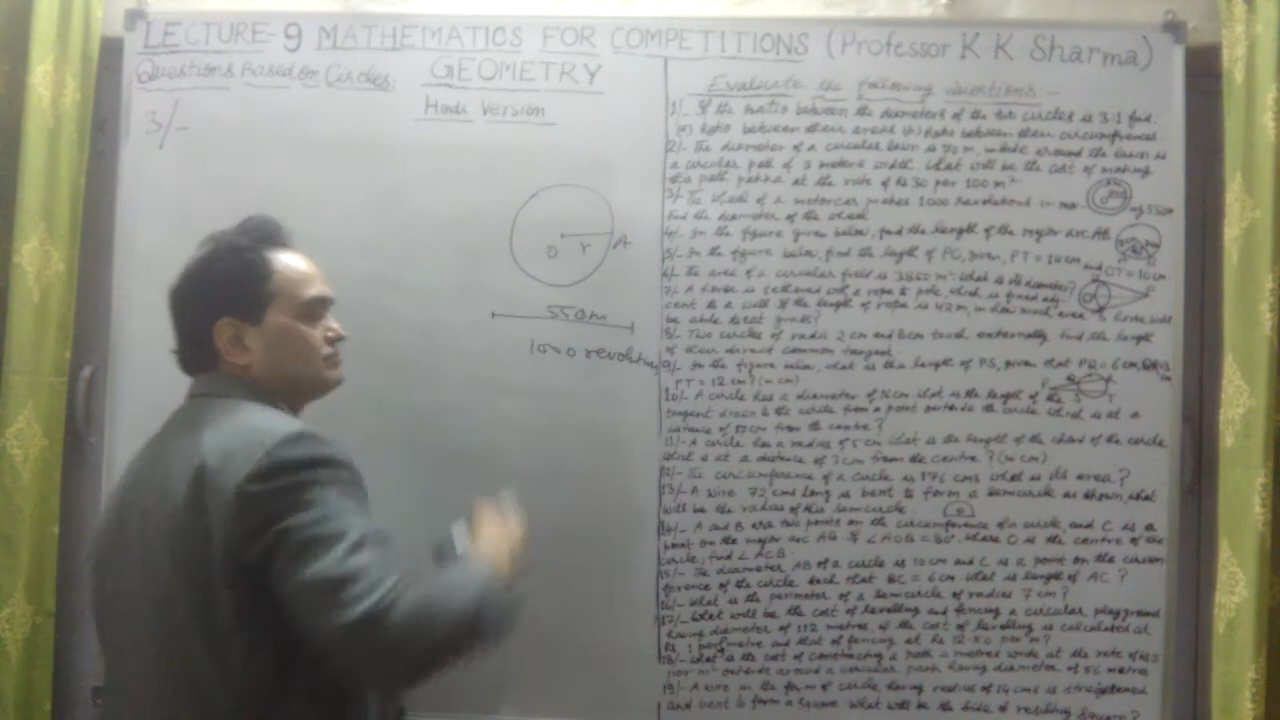 LECTURE-9 MATHEMATICS FOR COMPETITIONS (Professor K K Sharma)
Questions Based on Circles:
GEOMETRY
Hindi Version
3/-
O r A
550m
1000 revolution
Evaluate the following questions:-
1/- If the ratio between the diameters of the two circles is 3:1 find.
(a) Ratio between their areas (b) Ratio between their circumferences.
2/- The diameter of a circular lawn is 70 m, around the lawn is
a circular path of 7 meters width. What will be the cost of making
the path pakka at the rate of Rs 30 per 100 m²
3/- The wheel of a motorcar makes 1000 revolutions in 550m
Find the diameter of the wheel
4/- In the figure given below, find the length of the major arc AB
5/- In the figure below, find the length of PC, given, PT = 14 cm and OT = 10 cm
6/- The area of a circular field is 3850 m². What is its diameter?
7/- A horse is tethered with a rope to pole, which is fixed adja-
cent to a wall if the length of rope is 42 m, in how much area horse will
be able to eat grass?
8/- Two circles of radii 2 cm and 8 cm touch externally find the length
of their direct common tangent.
9/- In the figure below, what is the length of PS, given that PQ = 6 cm, QR = 3 cm
PT = 12 cm? (in cm)
10/- A circle has a diameter of 16 cm what is the length of the
tangent drawn to the circle from a point outside the circle which is at a
distance of cm from the centre?
11/- A circle has a radius of 5 cm what is the length of the chord of the circle
which is at a distance of 3 cm from the centre? (in cm)
12/- The circumference of a circle is 176 cms what is its area?
13/- A wire 72 cms long is bent to form a semicircle as shown, what
will be the radius of this semicircle.
14/- A and B are two points on the circumference of a circle, and C is a
point on the major arc AB. If ∠AOB = 80°, where O is the centre of the
circle; find ∠ACB.
15/- The diameter AB of a circle is 10 cm and C is a point on the circum
ference of the circle such that BC = 6 cm. What is length of AC?
16/- What is the perimeter of a semicircle of radius 7 cm?
17/- What will be the cost of levelling and fencing a circular playground
having diameter of 112 metres, if the cost of levelling is calculated at
Rs. 1 per metre and that of fencing at Rs 12.50 per m?
18/- What is the cost of constructing a path metres wide at the rate of Rs 5
per m² outside around a circular park having diameter of 56 metre
19/- A wire in the form of circle having radius of 14 cms is straightened
and bent to form a square. What will be the side of resulting square?